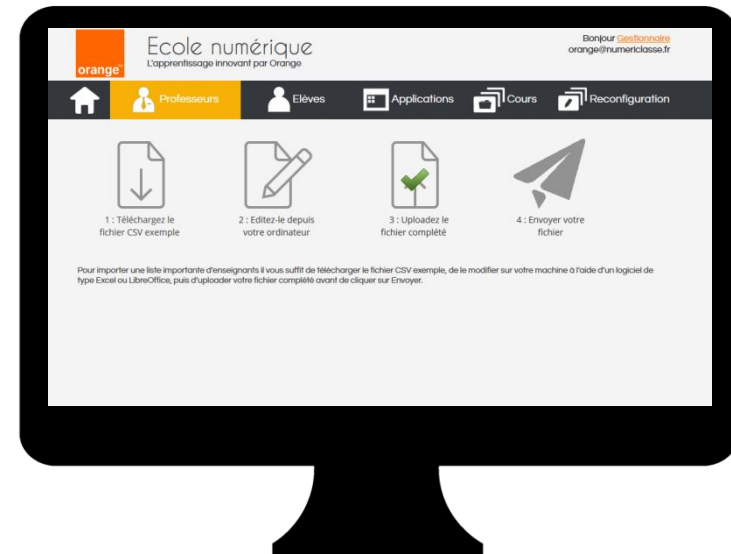 orange™
Ecole numérique
L'apprentissage innovant par Orange
Bonjour Gestionnaire
orange@numericlasse.fr
Professeurs
Elèves
Applications
Cours
Reconfiguration
1 : Téléchargez le
fichier CSV exemple
2 : Editez-le depuis
votre ordinateur
3 : Uploadez le
fichier complété
4 : Envoyer votre
fichier
Pour importer une liste importante d'enseignants il vous suffit de télécharger le fichier CSV exemple, de le modifier sur votre machine à l'aide d'un logiciel de
type Excel ou LibreOffice, puis d'uploader votre fichier complété avant de cliquer sur Envoyer.